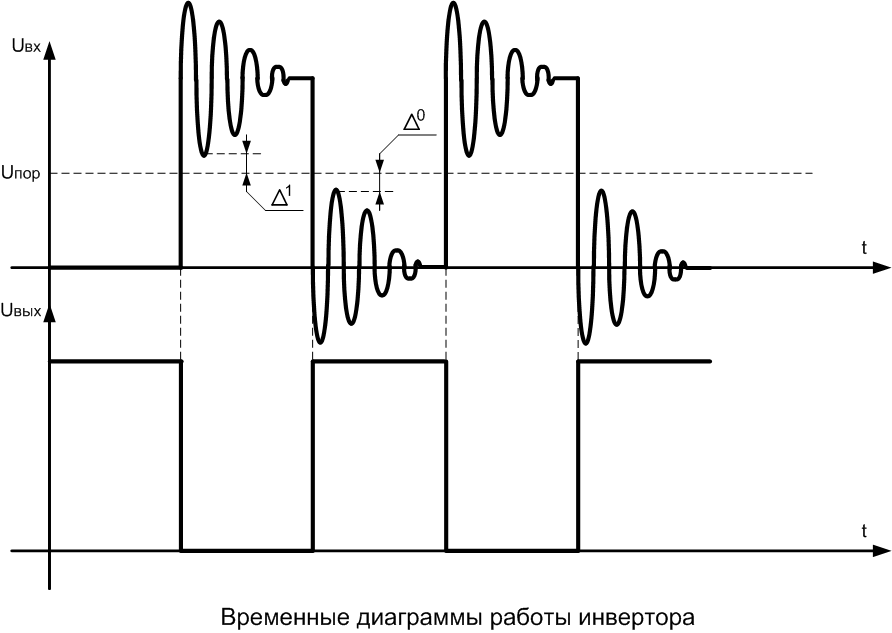 Uвх
Δ⁰
Uпор
Δ¹
t
Uвых
t
Временные диаграммы работы инвертора